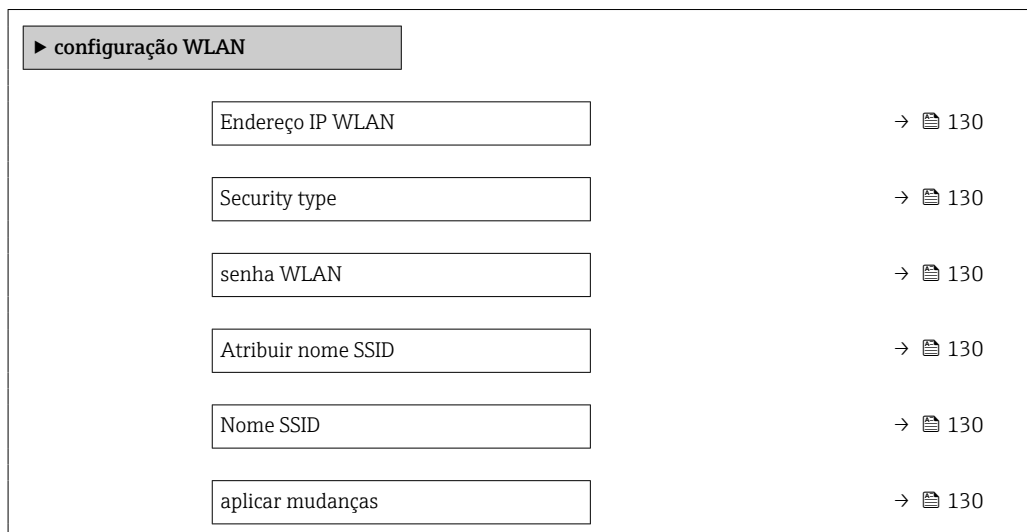 ▶ configuração WLAN
Endereço IP WLAN → 🖹 130
Security type → 🖹 130
senha WLAN → 🖹 130
Atribuir nome SSID → 🖹 130
Nome SSID → 🖹 130
aplicar mudanças → 🖹 130